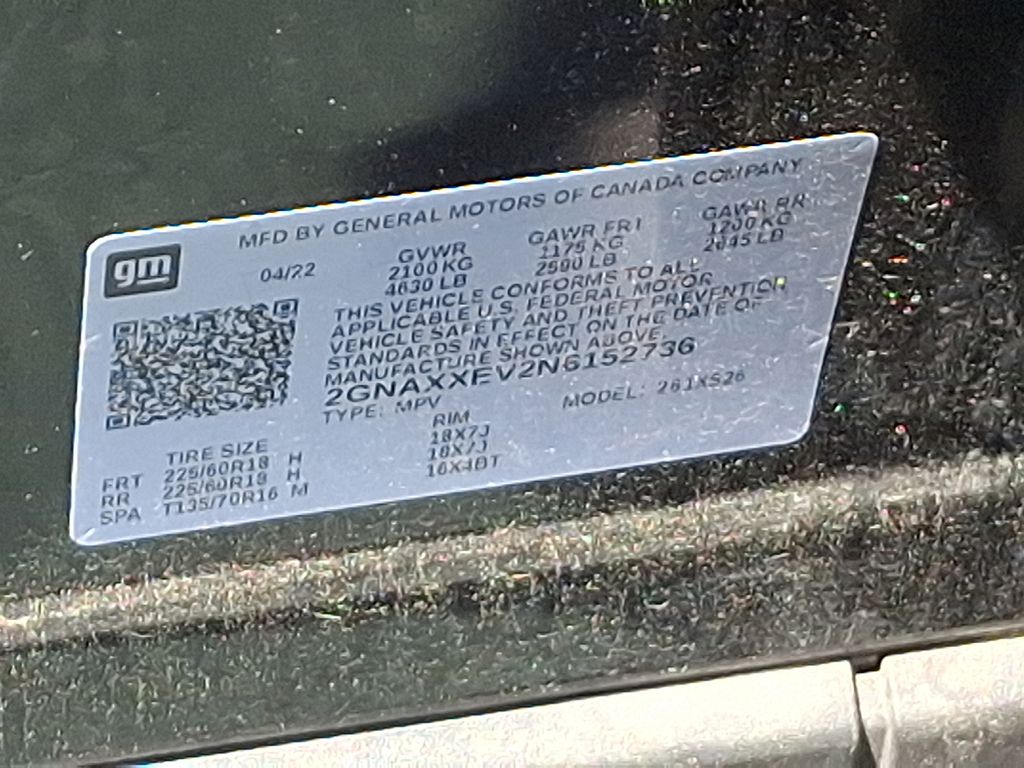 MFD BY GENERAL MOTORS OF CANADA COMPANY
gm
04/22
GVWR GAWR FRT GAWR RR
2100 KG 1175 KG 1200 KG
4630 LB 2590 LB 2645 LB
THIS VEHICLE CONFORMS TO ALL
APPLICABLE U.S. FEDERAL MOTOR
VEHICLE SAFETY AND THEFT PREVENTION
STANDARDS IN EFFECT ON THE DATE OF
MANUFACTURE SHOWN ABOVE.
2GNAXXEV2N6152736
TYPE: MPV MODEL:
TIRE SIZE RIM
FRT 225/60R18 H 18X7J
RR 225/60R18 H 18X7J
SPA T135/70R16 M 16X4BT